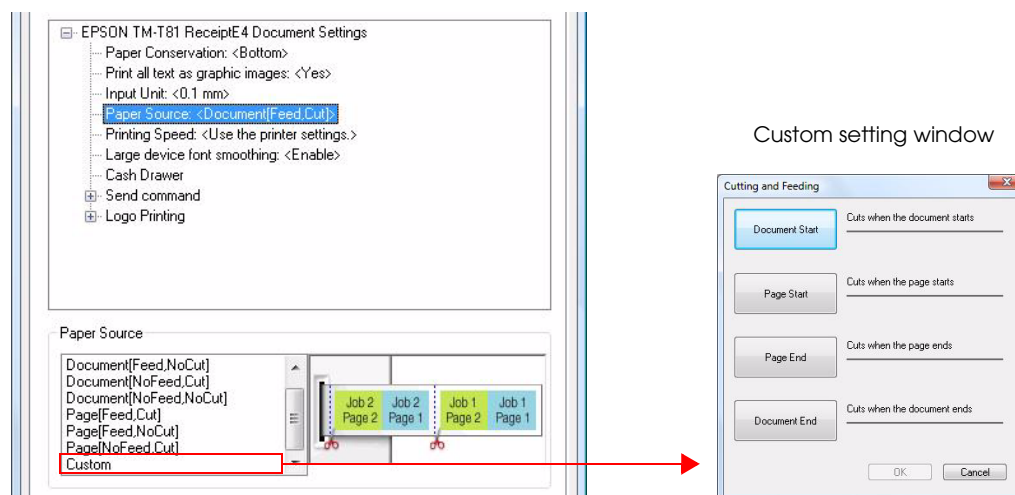 EPSON TM-T81 ReceiptE4 Document Settings
Paper Conservation: <Bottom>
Print all text as graphic images: <Yes>
Input Unit: <0.1 mm>
Paper Source: <Document[Feed,Cut]>
Printing Speed: <Use the printer settings.>
Large device font smoothing: <Enable>
Cash Drawer
Send command
Logo Printing
Paper Source
Document[Feed,NoCut]
Document[NoFeed,Cut]
Document[NoFeed,NoCut]
Page[Feed,Cut]
Page[Feed,NoCut]
Page[NoFeed,Cut]
Custom
Job 2 Job 2 Job 1 Job 1
Page 2 Page 1 Page 2 Page 1
Custom setting window
Cutting and Feeding
Document Start
Cuts when the document starts
Page Start
Cuts when the page starts
Page End
Cuts when the page ends
Document End
Cuts when the document ends
OK Cancel